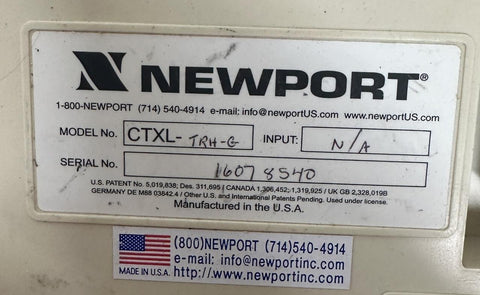 NEWPORT®
1-800-NEWPORT (714) 540-4914 e-mail: info@newportUS.com
MODEL No. CTXL-TRH-G INPUT: N/A
SERIAL No. 16078540
U.S. PATENT No. 5,019,838; Des. 311,695 | CANADA 1,306,452; 1,319,925 / UK GB 2,328,019B
GERMANY DE M88 03842.4 / Other U.S. and International Patents Pending. Used under license.
Manufactured in the U.S.A.
(800)NEWPORT (714)540-4914
e-mail: info@newportinc.com
MADE IN U.S.A. http://www.newportinc.com